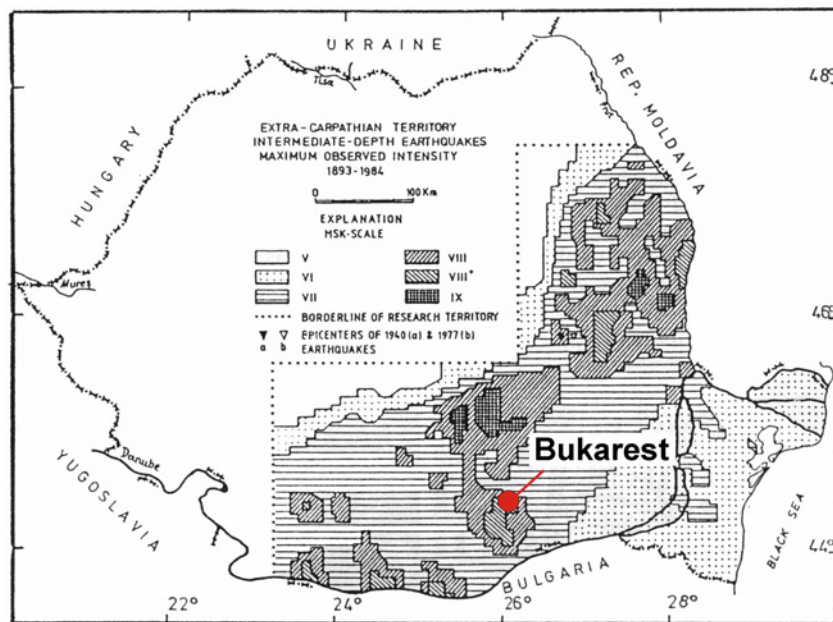 UKRAINE
Tisa
REP. MOLDAVIA
Prut
48°
HUNGARY
EXTRA-CARPATHIAN TERRITORY
INTERMEDIATE-DEPTH EARTHQUAKES
MAXIMUM OBSERVED INTENSITY
1893-1984
0 100 Km
EXPLANATION
MSK-SCALE
V VIII
VI VIII+
VII IX
BORDERLINE OF RESEARCH TERRITORY
EPICENTERS OF 1940 (a) & 1977 (b)
a b EARTHQUAKES
Mures
46°
a
Bukarest
Danube
YUGOSLAVIA
BLACK SEA
44°
BULGARIA
22° 24° 26° 28°